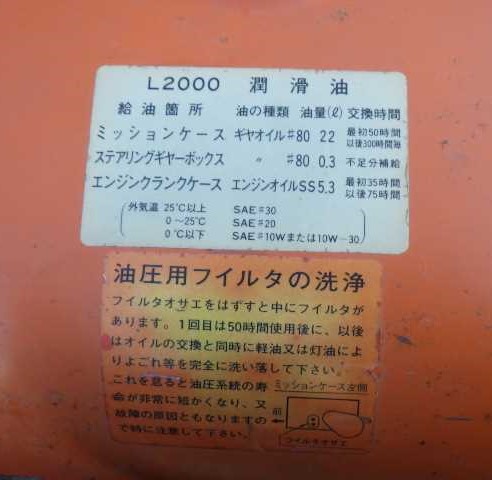 L2000 潤滑油
給油箇所 油の種類 油量(ℓ) 交換時間
ミッションケース ギヤオイル#80 22 最初50時間 以後300時間毎
ステアリングギヤーボックス 〃 #80 0.3 不足分補給
エンジンクランクケース エンジンオイルSS 5.3 最初35時間 以後75時間
外気温 25℃以上 SAE#30
0〜25℃ SAE#20
0℃以下 SAE#10Wまたは10W-30
油圧用フイルタの洗浄
フイルタオサエをはずすと中にフイルタが
あります。1回目は50時間使用後に、以後
はオイルの交換と同時に軽油又は灯油によ
りよごれ等を完全に洗い落して下さい。
これを怠ると油圧系統の寿
命が非常に短かくなり、又
故障の原因ともなりますの
で時に注意して下さい。
ミッションケース左側
前
フイルタオサエ